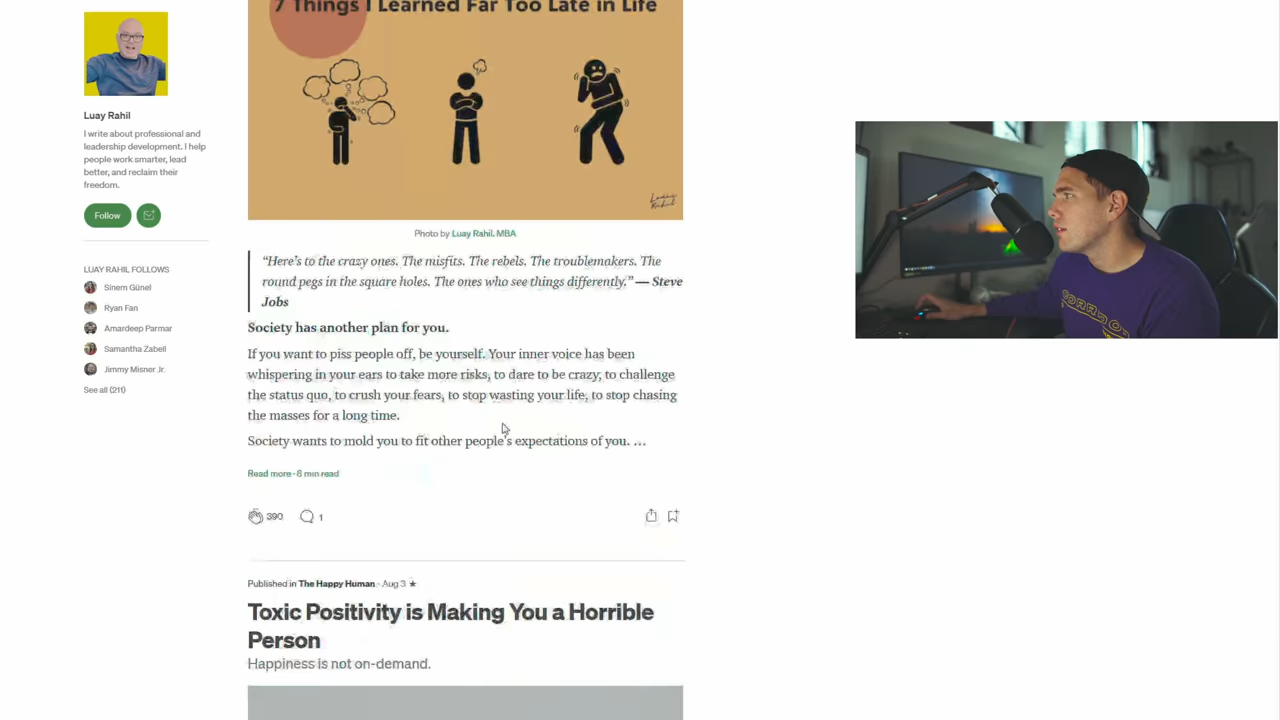 7 Things I Learned Far Too Late in Life
Luay Rahil
I write about professional and
leadership development. I help
people work smarter, lead
better, and reclaim their
freedom.
Follow
LUAY RAHIL FOLLOWS
Sinem Günel
Ryan Fan
Amardeep Parmar
Samantha Zabell
Jimmy Misner Jr.
See all (211)
Luay
Rahil
Photo by Luay Rahil. MBA
“Here’s to the crazy ones. The misfits. The rebels. The troublemakers. The
round pegs in the square holes. The ones who see things differently.” — Steve
Jobs
Society has another plan for you.
If you want to piss people off, be yourself. Your inner voice has been
whispering in your ears to take more risks, to dare to be crazy, to challenge
the status quo, to crush your fears, to stop wasting your life, to stop chasing
the masses for a long time.
Society wants to mold you to fit other people’s expectations of you. …
Read more · 6 min read
390
1
Published in The Happy Human · Aug 3 ★
Toxic Positivity is Making You a Horrible
Person
Happiness is not on-demand.